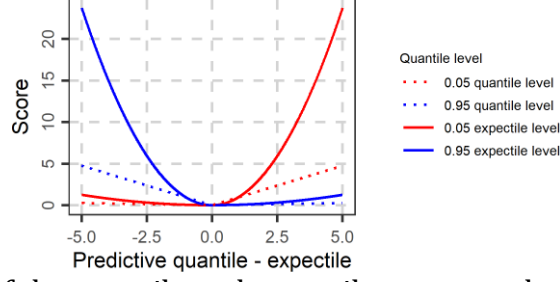 20
15
10
5
0
Score
-5.0 -2.5 0.0 2.5 5.0
Predictive quantile - expectile
Quantile level
0.05 quantile level
0.95 quantile level
0.05 expectile level
0.95 expectile level